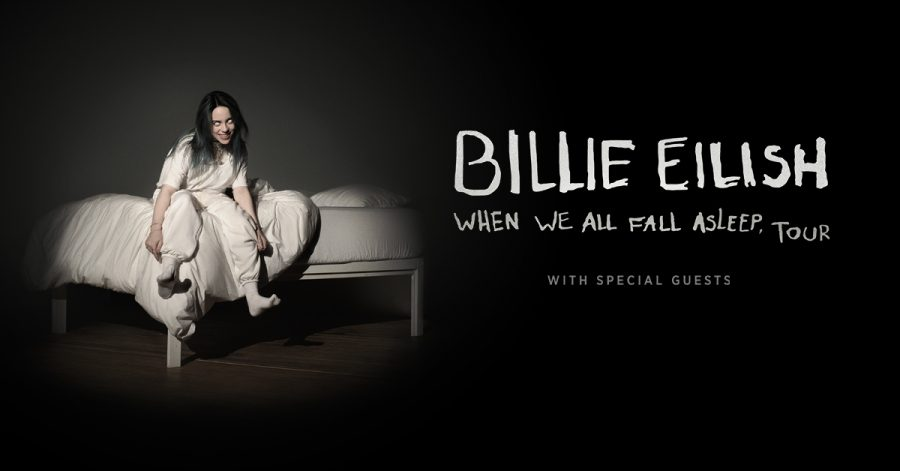 BILLIE EILISH
WHEN WE ALL FALL ASLEEP, TOUR
WITH SPECIAL GUESTS